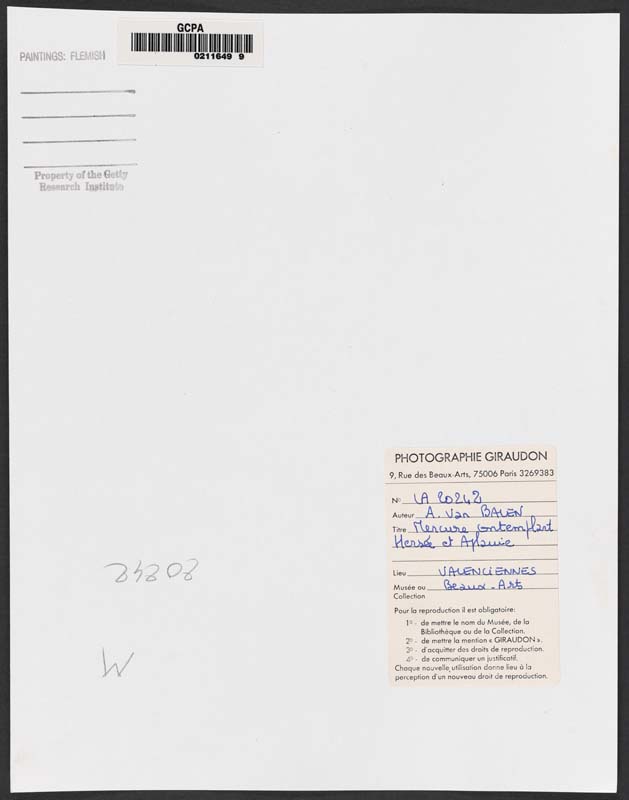 GCPA
0211649 9
PAINTINGS: FLEMISH
Property of the Getty
Research Institute
PHOTOGRAPHIE GIRAUDON
9, Rue des Beaux-Arts, 75006 Paris 3269383
N° LA 20242
Auteur A. Van BALEN
Titre Mercure contemplant
Hersée et Aglaurie
Lieu VALENCIENNES
Musée ou Beaux-Arts
Collection
Pour la reproduction il est obligatoire:
1° - de mettre le nom du Musée, de la
Bibliothèque ou de la Collection.
2° - de mettre la mention « GIRAUDON ».
3° - d'acquitter des droits de reproduction.
4° - de communiquer un justificatif.
Chaque nouvelle utilisation donne lieu à la
perception d'un nouveau droit de reproduction.
W